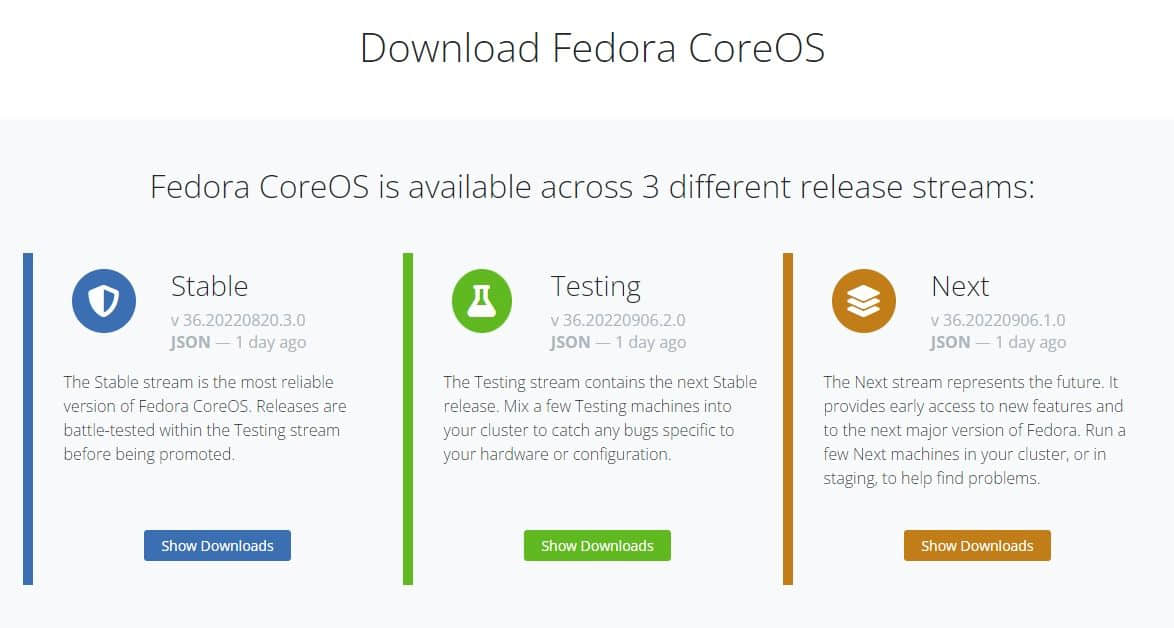 Download Fedora CoreOS
Fedora CoreOS is available across 3 different release streams:
Stable
v 36.20220820.3.0
JSON — 1 day ago
The Stable stream is the most reliable
version of Fedora CoreOS. Releases are
battle-tested within the Testing stream
before being promoted.
Show Downloads
Testing
v 36.20220906.2.0
JSON — 1 day ago
The Testing stream contains the next Stable
release. Mix a few Testing machines into
your cluster to catch any bugs specific to
your hardware or configuration.
Show Downloads
Next
v 36.20220906.1.0
JSON — 1 day ago
The Next stream represents the future. It
provides early access to new features and
to the next major version of Fedora. Run a
few Next machines in your cluster, or in
staging, to help find problems.
Show Downloads